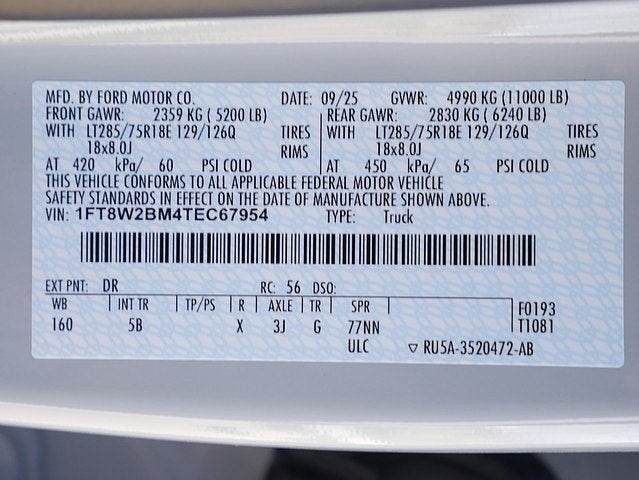 MFD. BY FORD MOTOR CO. DATE: 09/25 GVWR: 4990 KG (11000 LB)
FRONT GAWR: 2359 KG (5200 LB) REAR GAWR: 2830 KG (6240 LB)
WITH LT285/75R18E 129/126Q TIRES WITH LT285/75R18E 129/126Q TIRES
18x8.0J RIMS 18x8.0J RIMS
AT 420 kPa/ 60 PSI COLD AT 450 kPa/ 65 PSI COLD
THIS VEHICLE CONFORMS TO ALL APPLICABLE FEDERAL MOTOR VEHICLE
SAFETY STANDARDS IN EFFECT ON THE DATE OF MANUFACTURE SHOWN ABOVE.
VIN: 1FT8W2BM4TEC67954 TYPE: Truck
EXT PNT: DR RC: 56 DSO:
WB INT TR TP/PS R AXLE TR SPR F0193
160 5B X 3J G 77NN T1081
ULC ▽ RU5A-3520472-AB